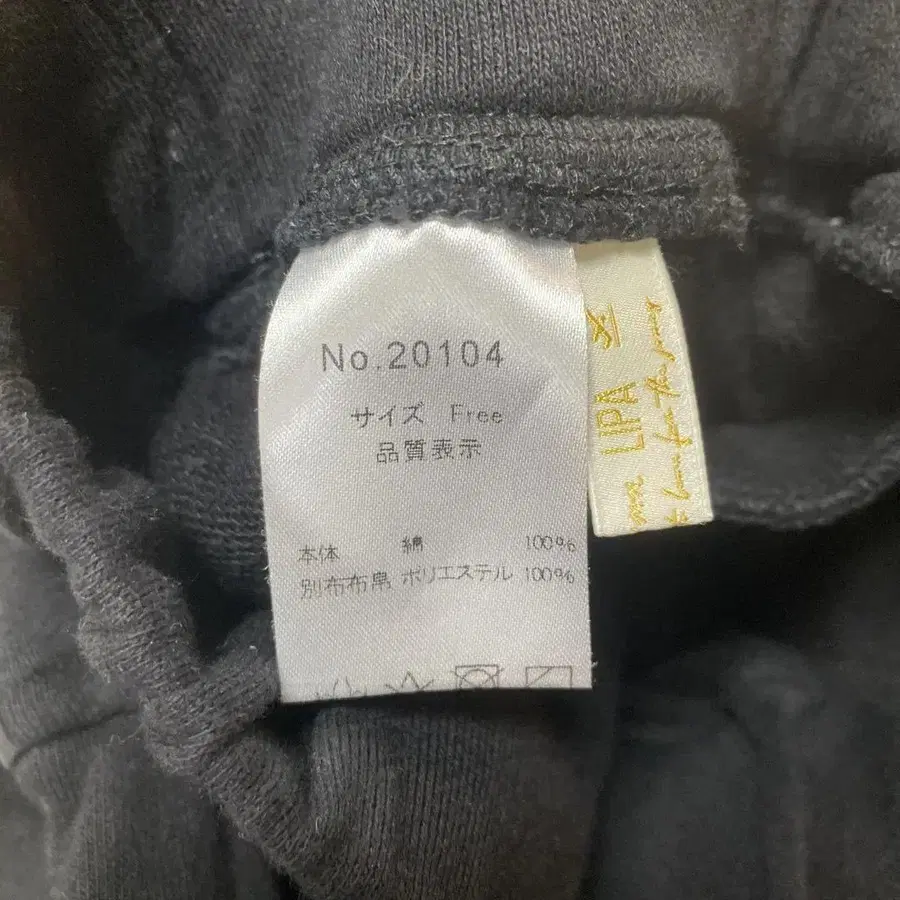 No.20104
サイズ Free
品質表示
本体 綿 100%
別布布帛 ポリエステル 100%
LIPA